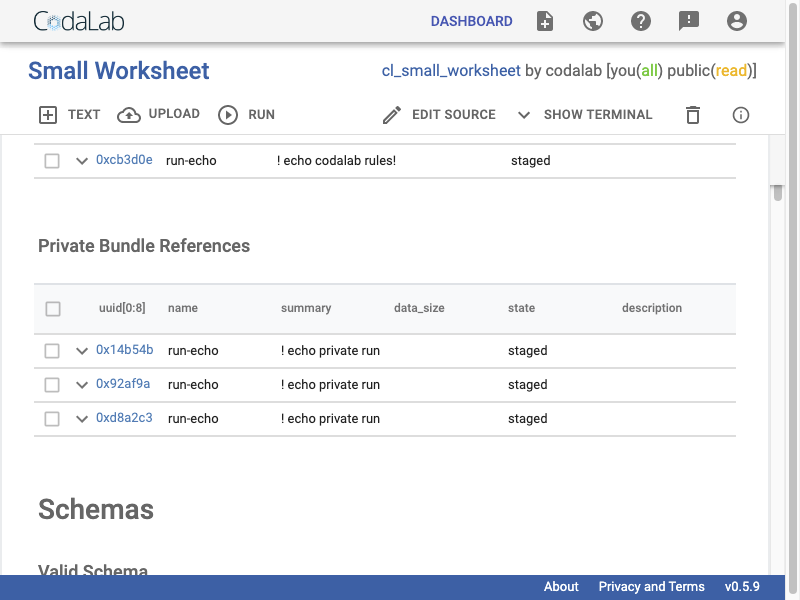 CodaLab DASHBOARD
Small Worksheet cl_small_worksheet by codalab [you(all) public(read)]
TEXT UPLOAD RUN EDIT SOURCE SHOW TERMINAL
0xcb3d0e run-echo ! echo codalab rules! staged
Private Bundle References
uuid[0:8] name summary data_size state description
0x14b54b run-echo ! echo private run staged
0x92af9a run-echo ! echo private run staged
0xd8a2c3 run-echo ! echo private run staged
Schemas
Valid Schema
About Privacy and Terms v0.5.9